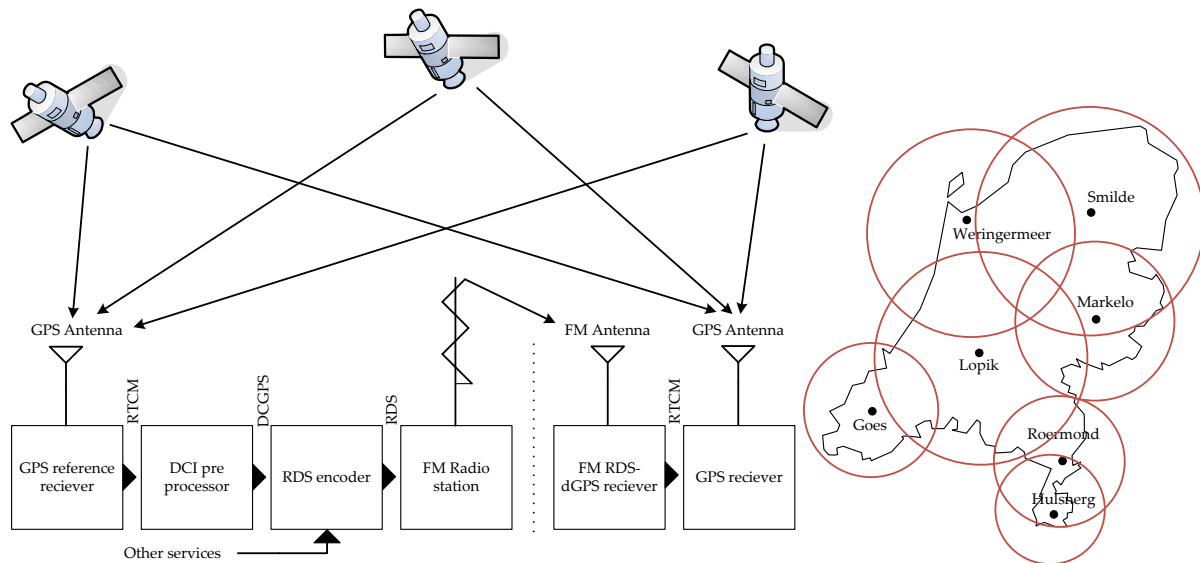 GPS Antenna
FM Antenna
GPS Antenna
RTCM
DCGPS
RDS
RTCM
GPS reference
reciever
DCI pre
processor
RDS encoder
FM Radio
station
FM RDS-
dGPS reciever
GPS reciever
Other services
Smilde
Weringermeer
Markelo
Lopik
Goes
Roermond
Hulsberg